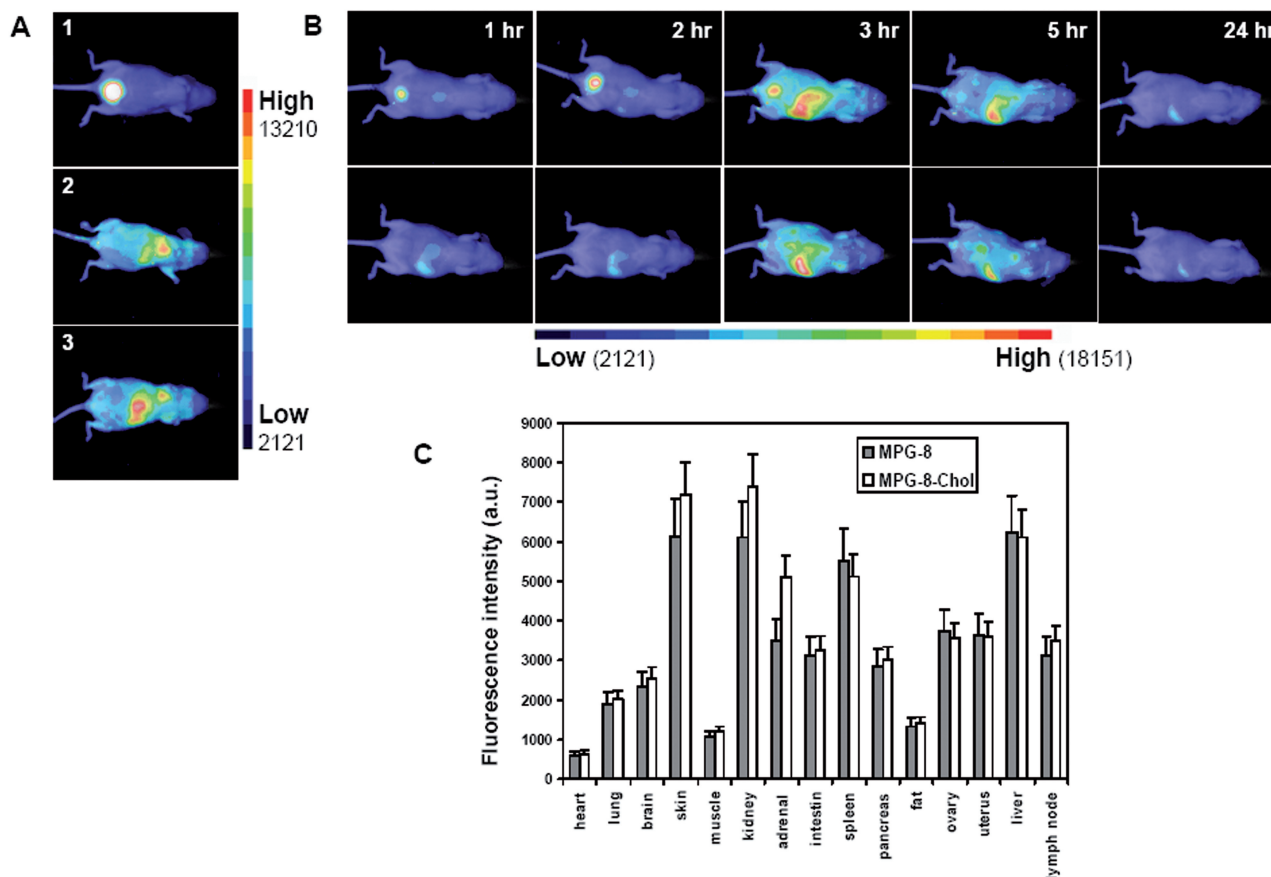 A
1
2
3
High
13210
Low
2121
B
1 hr
2 hr
3 hr
5 hr
24 hr
Low (2121)
High (18151)
C
MPG-8
MPG-8-Chol
Fluorescence intensity (a.u.)
9000
8000
7000
6000
5000
4000
3000
2000
1000
0
heart
lung
brain
skin
muscle
kidney
adrenal
intestin
spleen
pancreas
fat
ovary
uterus
liver
lymph node